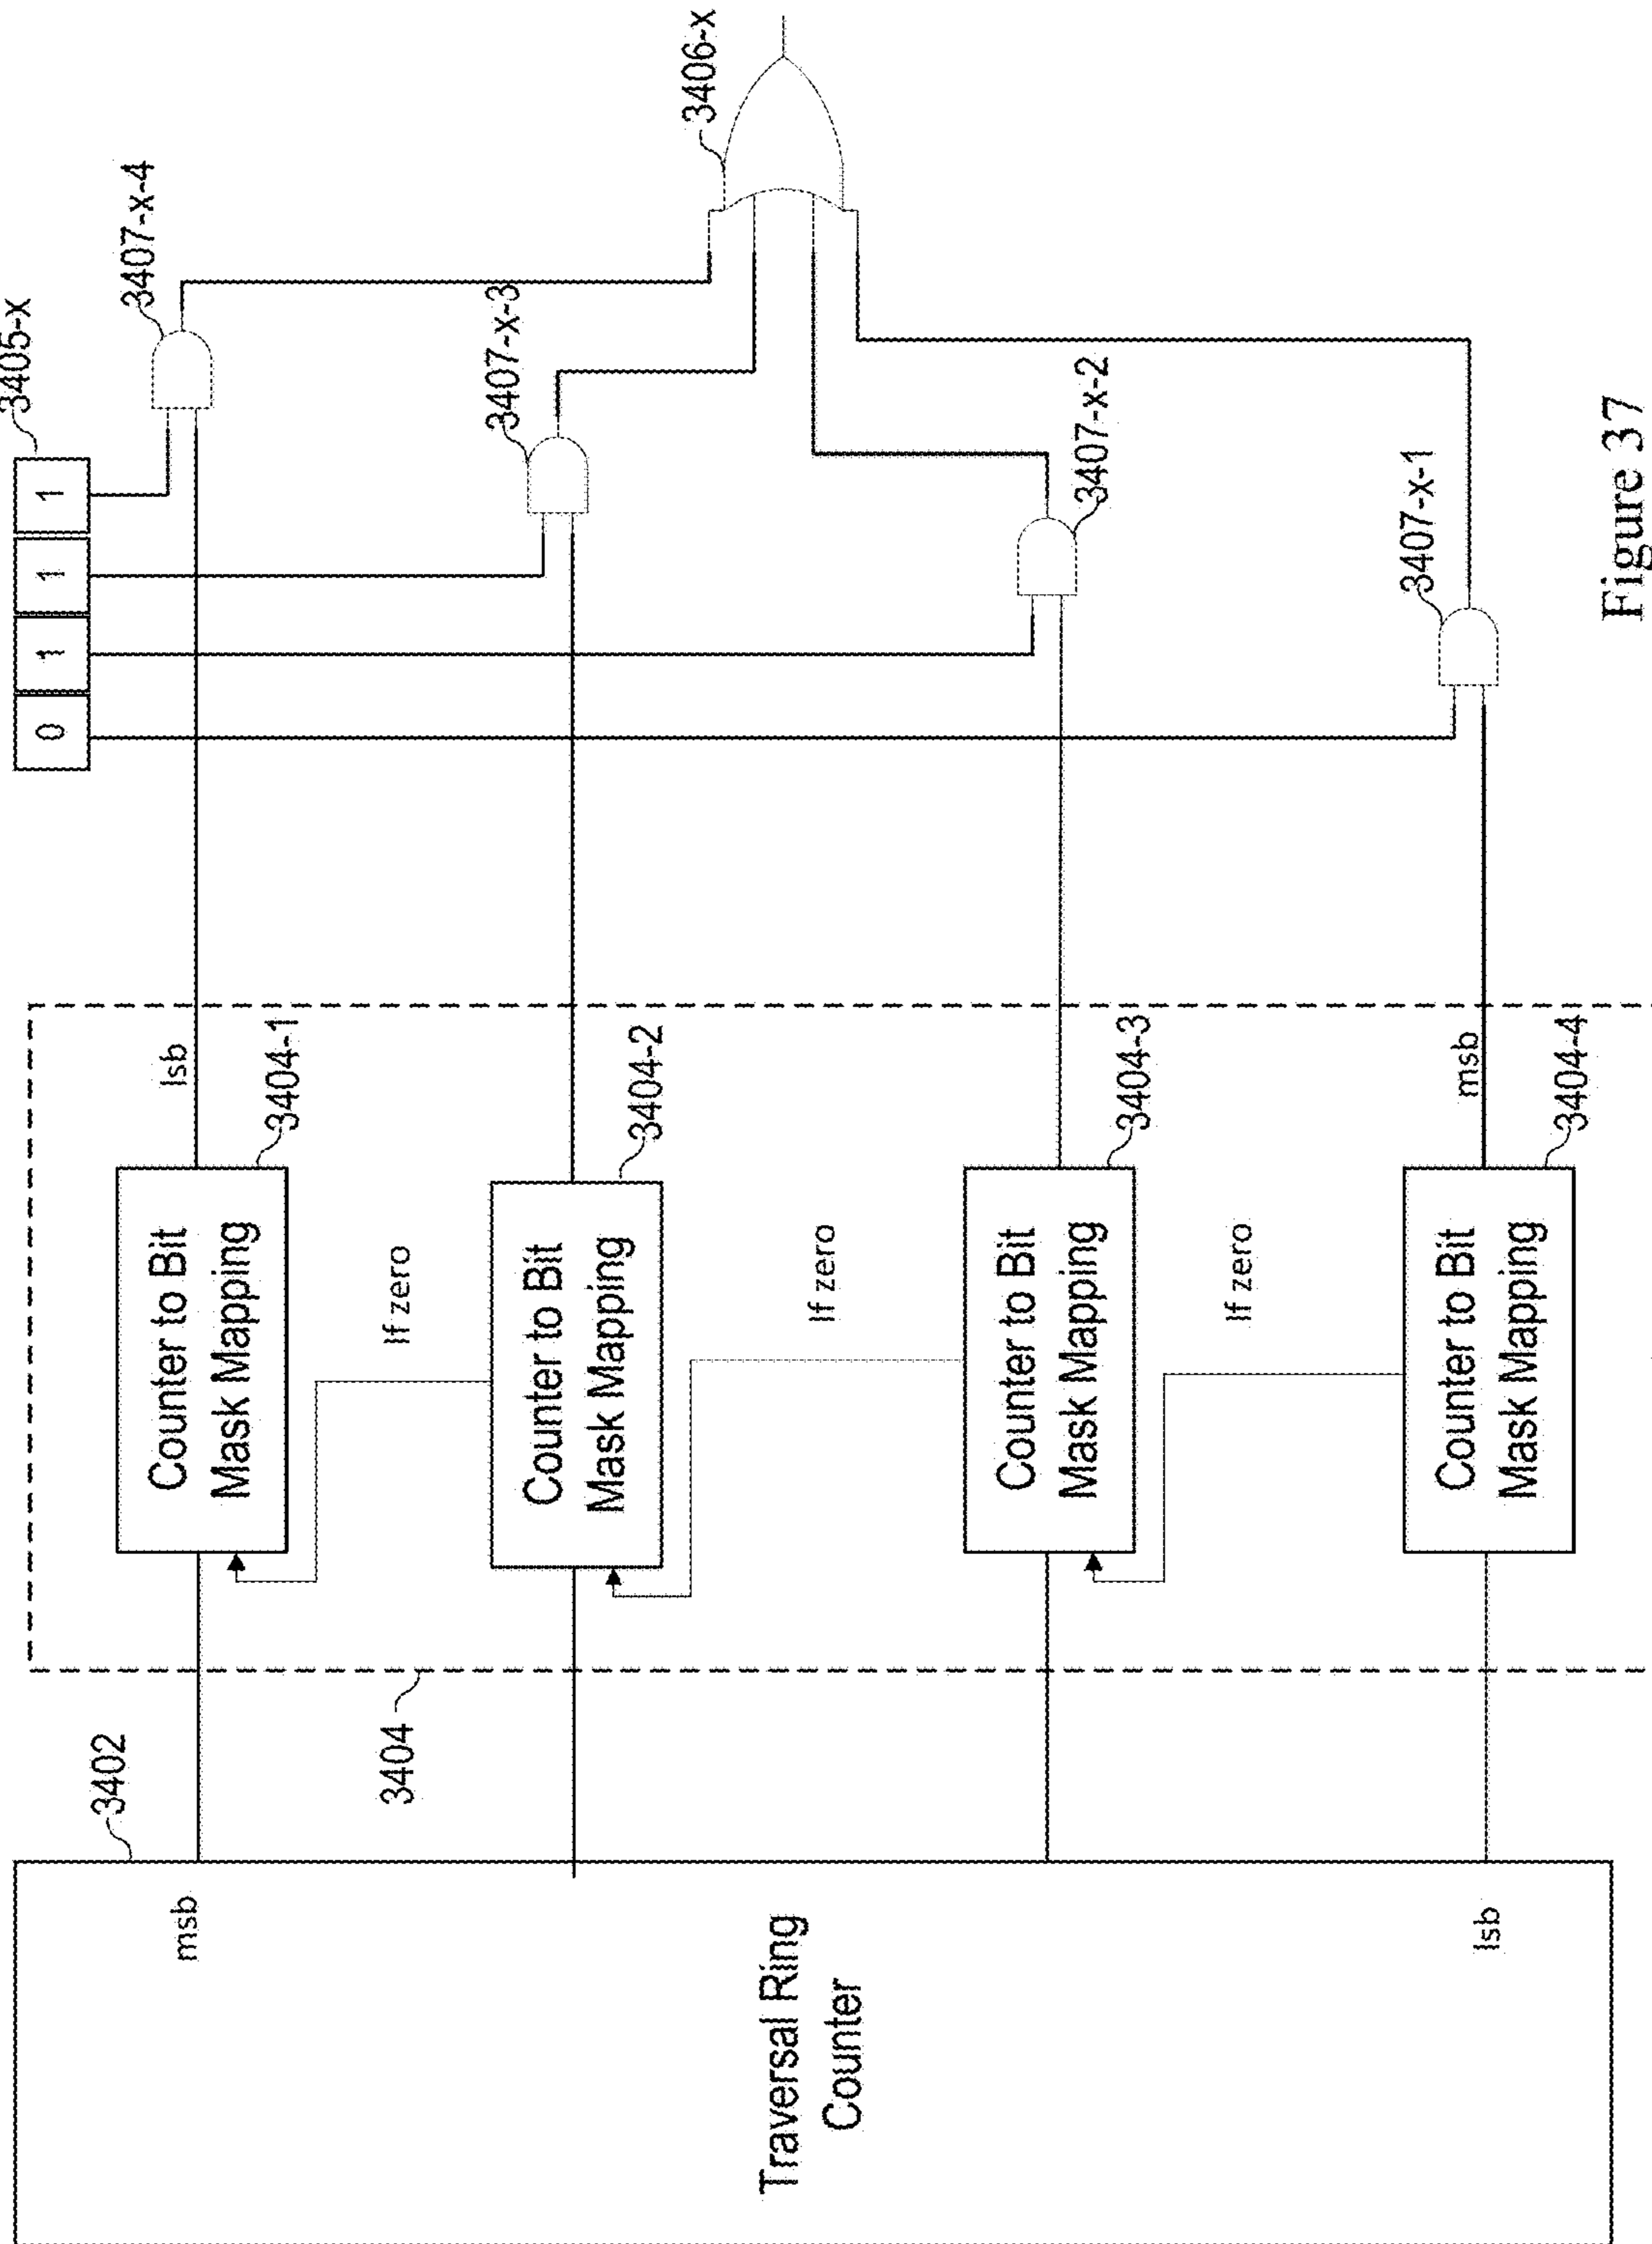 3402
Traversal Ring
Counter
msb
lsb
3404
Counter to Bit
Mask Mapping
lsb
3404-1
If zero
Counter to Bit
Mask Mapping
3404-2
If zero
Counter to Bit
Mask Mapping
3404-3
If zero
Counter to Bit
Mask Mapping
msb
3404-4
0 1 1 1
3405-x
3407-x-4
3407-x-3
3407-x-2
3407-x-1
3406-x
Figure 37